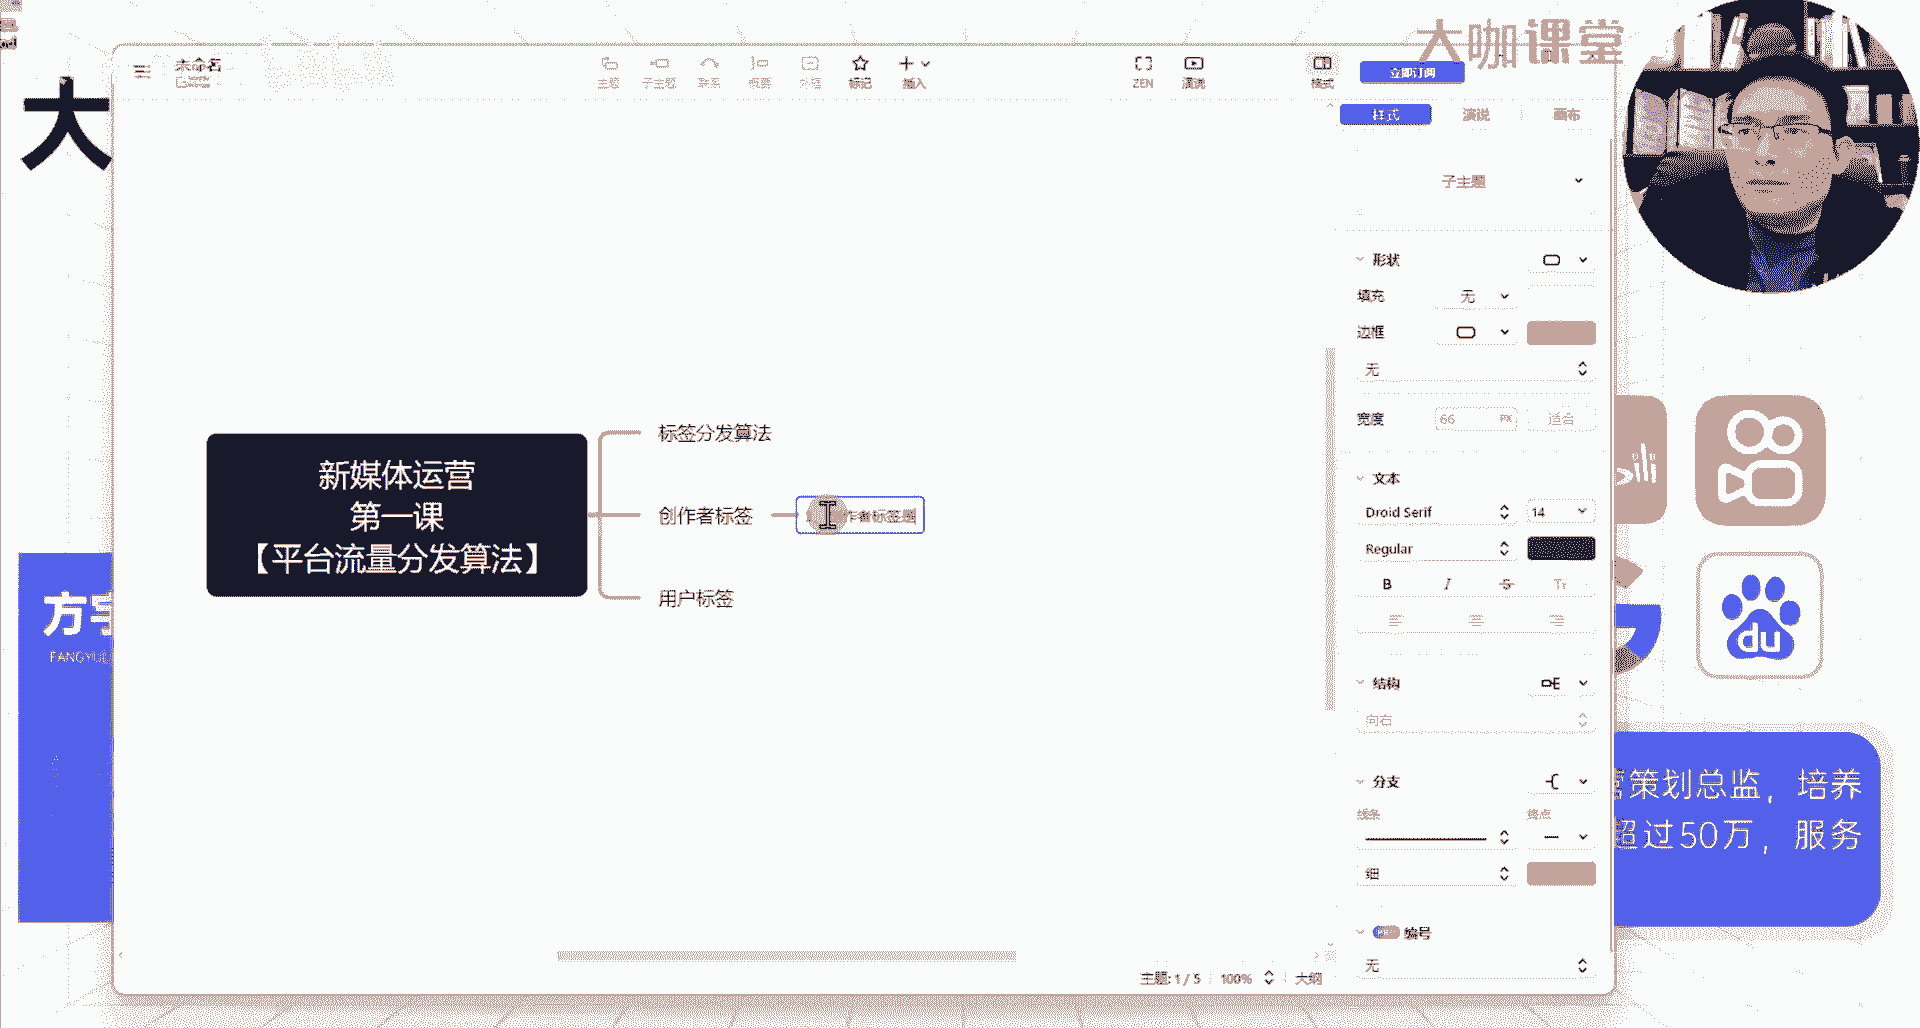 大咖课堂
大
未命名
主题
子主题
联系
概要
外框
标记
插入
ZEN
演说
格式
立即订阅
样式
演说
画布
子主题
形状
填充
无
边框
无
宽度
66
PX
适合
文本
Droid Serif
14
Regular
B
I
S
Tт
结构
向右
分支
线条
终点
细
编号
无
新媒体运营
第一课
【平台流量分发算法】
标签分发算法
创作者标签
作者标签题
用户标签
主题: 1 / 5
100%
大纲
方宇
FANGYUE
du
策划总监，培养
超过50万，服务